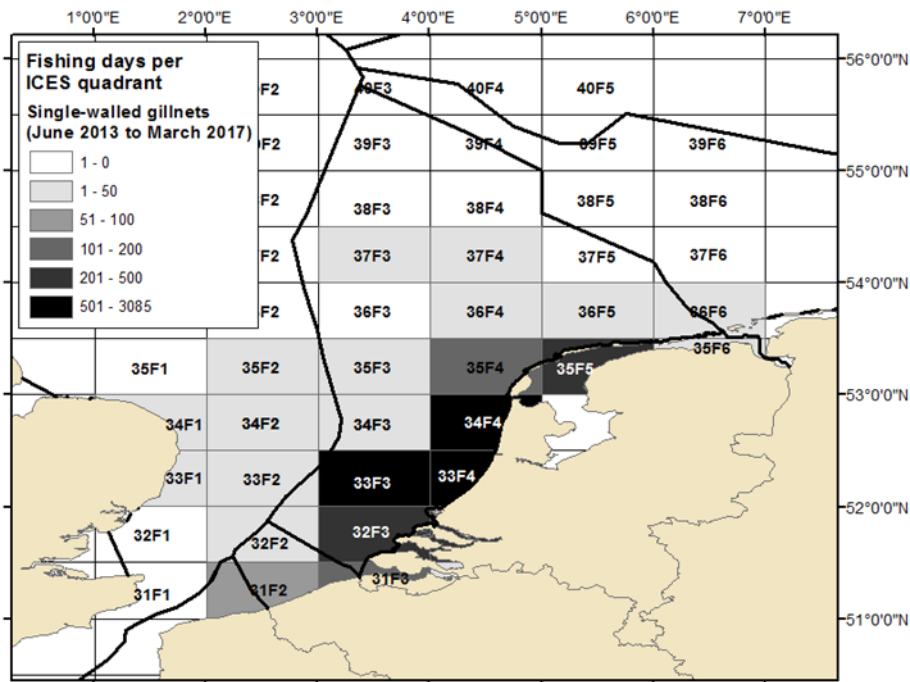 1°0'0"E 2°0'0"E 3°0'0"E 4°0'0"E 5°0'0"E 6°0'0"E 7°0'0"E
Fishing days per
ICES quadrant
Single-walled gillnets
(June 2013 to March 2017)
1 - 0
1 - 50
51 - 100
101 - 200
201 - 500
501 - 3085
56°0'0"N
F2 40F3 40F4 40F5
F2 39F3 39F4 39F5 39F6
55°0'0"N
F2 38F3 38F4 38F5 38F6
F2 37F3 37F4 37F5 37F6
54°0'0"N
F2 36F3 36F4 36F5 36F6
35F1 35F2 35F3 35F4 35F5 35F6
53°0'0"N
34F1 34F2 34F3 34F4
33F1 33F2 33F3 33F4
52°0'0"N
32F1 32F2 32F3
31F1 31F2 31F3
51°0'0"N